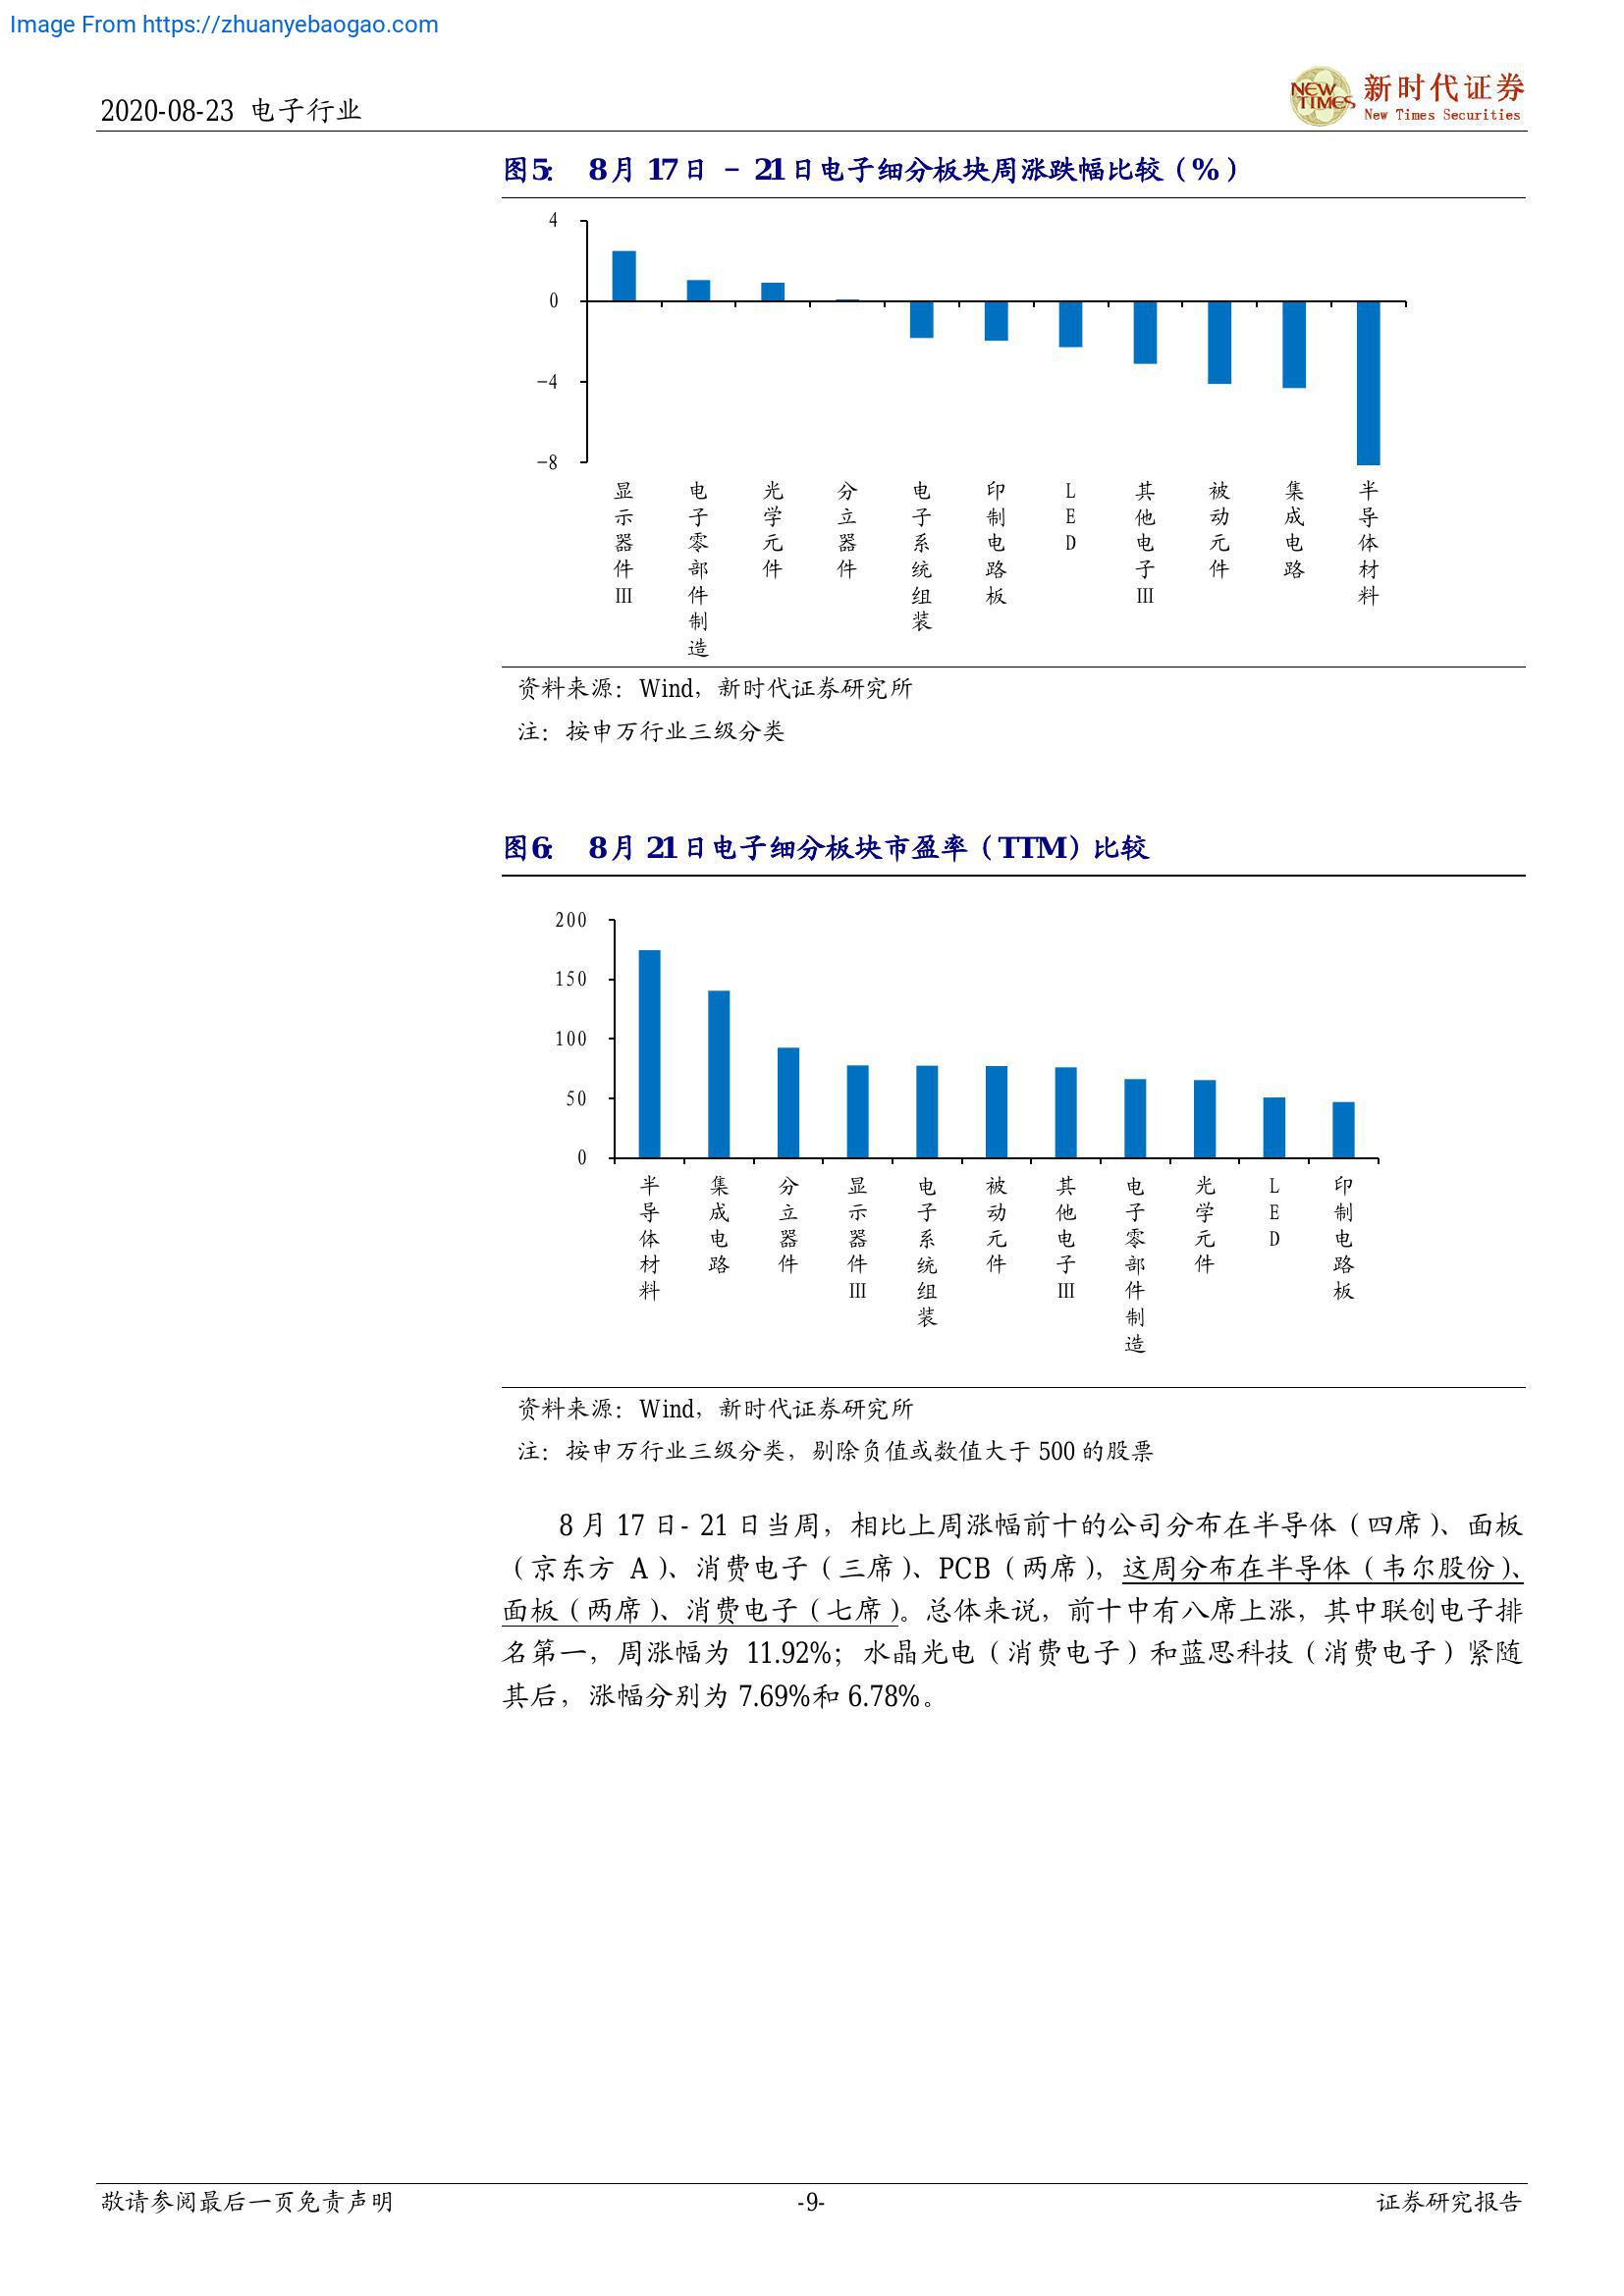 Image From https://zhuanyebaogao.com
2020-08-23 电子行业
NEW TIMES
新时代证券
New Times Securities
图5: 8月 17日 - 21日电子细分板块周涨跌幅比较（%）
4
0
-4
-8
显示器件III
电子零部件制造
光学元件
分立器件
电子系统组装
印制电路板
LED
其他电子III
被动元件
集成电路
半导体材料
资料来源：Wind，新时代证券研究所
注：按申万行业三级分类
图6: 8月 21日电子细分板块市盈率（TTM）比较
200
150
100
50
0
半导体材料
集成电路
分立器件
显示器件III
电子系统组装
被动元件
其他电子III
电子零部件制造
光学元件
LED
印制电路板
资料来源：Wind，新时代证券研究所
注：按申万行业三级分类，剔除负值或数值大于 500 的股票
8 月 17 日- 21 日当周，相比上周涨幅前十的公司分布在半导体（四席）、面板
（京东方 A）、消费电子（三席）、PCB（两席），这周分布在半导体（韦尔股份）、
面板（两席）、消费电子（七席）。总体来说，前十中有八席上涨，其中联创电子排
名第一，周涨幅为 11.92%；水晶光电（消费电子）和蓝思科技（消费电子）紧随
其后，涨幅分别为 7.69%和 6.78%。
敬请参阅最后一页免责声明
-9-
证券研究报告